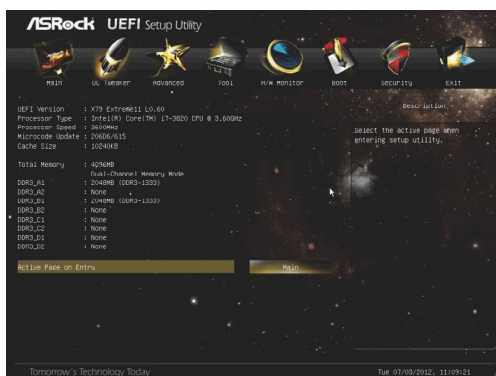 ASRock UEFI Setup Utility
Main OC Tweaker Advanced Tool H/W Monitor Boot Security Exit
UEFI Version : X79 Extreme11 L0.60
Processor Type : Intel(R) Core(TM) i7-3820 CPU @ 3.60GHz
Processor Speed : 3600MHz
Microcode Update : 206D6/615
Cache Size : 10240KB
Total Memory : 4096MB
Dual-Channel Memory Mode
DDR3_A1 : 2048MB (DDR3-1333)
DDR3_A2 : None
DDR3_B1 : 2048MB (DDR3-1333)
DDR3_B2 : None
DDR3_C1 : None
DDR3_C2 : None
DDR3_D1 : None
DDR3_D2 : None
Active Page on Entry Main
Description
Select the active page when
entering setup utility.
Tomorrow's Technology Today Tue 07/03/2012, 11:09:21